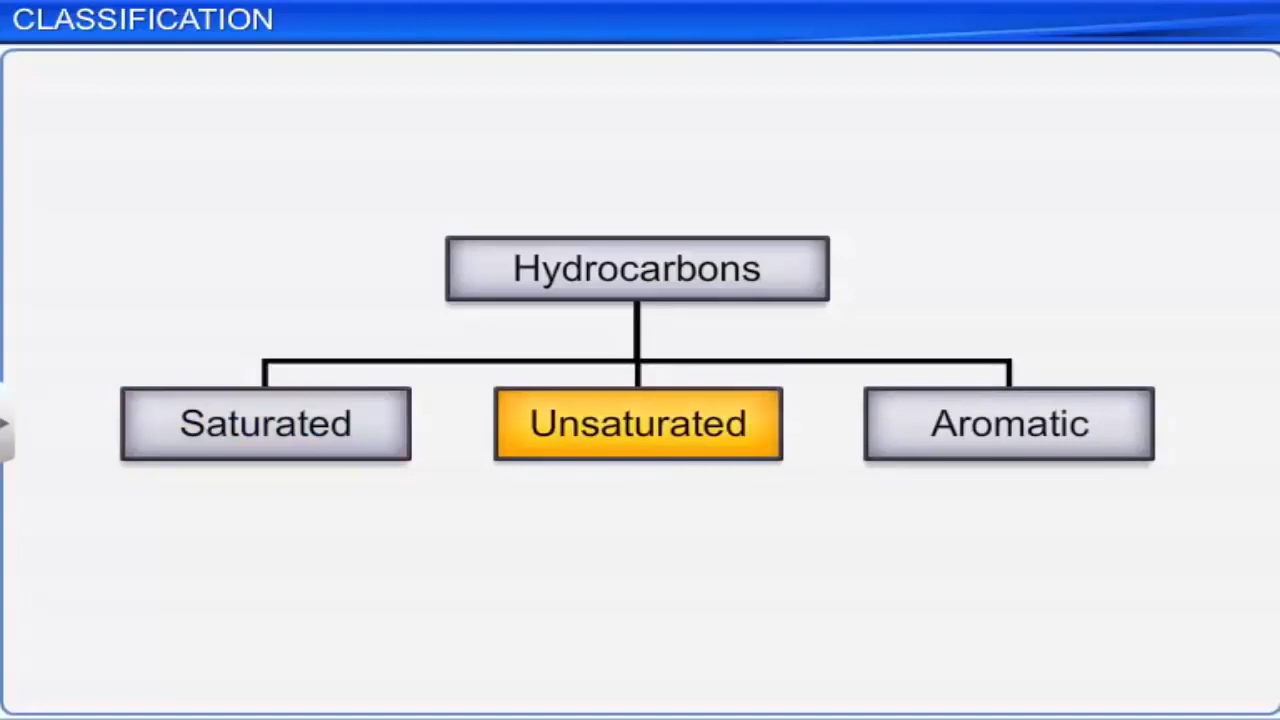 CLASSIFICATION
Hydrocarbons
Saturated
Unsaturated
Aromatic